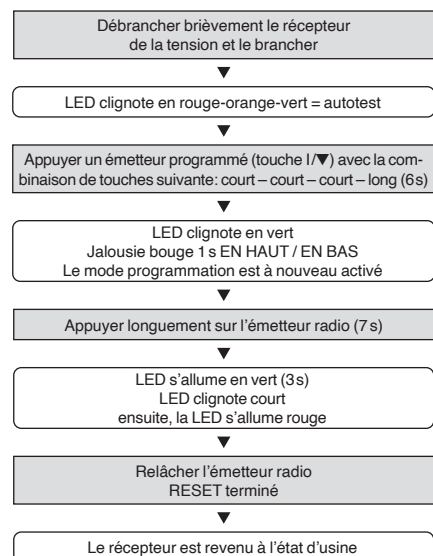 Débrancher brièvement le récepteur
de la tension et le brancher
▼
LED clignote en rouge-orange-vert = autotest
▼
Appuyer un émetteur programmé (touche I/▼) avec la com-
binaison de touches suivante: court – court – court – long (6 s)
▼
LED clignote en vert
Jalousie bouge 1 s EN HAUT / EN BAS
Le mode programmation est à nouveau activé
▼
Appuyer longuement sur l'émetteur radio (7 s)
▼
LED s'allume en vert (3 s)
LED clignote court
ensuite, la LED s'allume rouge
▼
Relâcher l'émetteur radio
RESET terminé
▼
Le récepteur est revenu à l'état d'usine